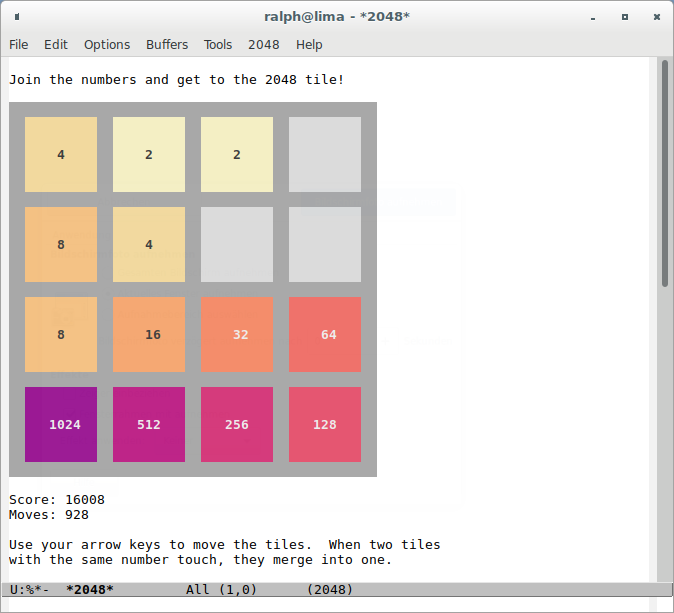 ralph@lima - *2048*
File Edit Options Buffers Tools 2048 Help
Join the numbers and get to the 2048 tile!
4 2 2
8 4
8 16 32 64
1024 512 256 128
Score: 16008
Moves: 928
Use your arrow keys to move the tiles.  When two tiles
with the same number touch, they merge into one.
U:%*-  *2048*         All (1,0)      (2048)